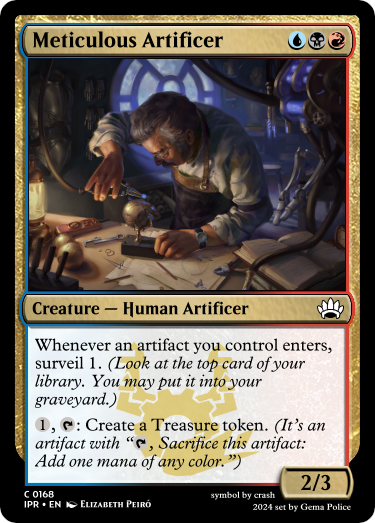 Meticulous Artificer
Creature — Human Artificer
Whenever an artifact you control enters,
surveil 1. (Look at the top card of your
library. You may put it into your
graveyard.)
1, T: Create a Treasure token. (It's an
artifact with “T, Sacrifice this artifact:
Add one mana of any color.”)
2/3
C 0168
IPR • EN Elizabeth Peiró
symbol by crash
2024 set by Gema Police